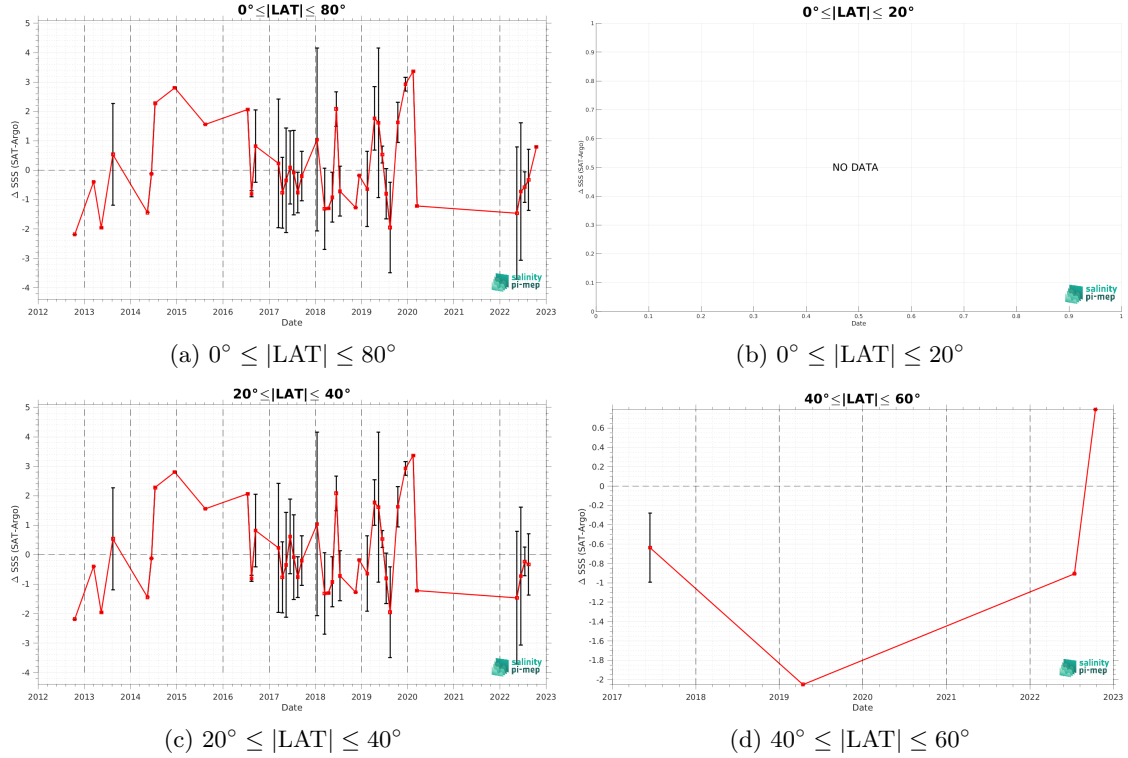 0°≤|LAT|≤ 80°
5
4
3
2
1
0
-1
-2
-3
-4
Δ SSS (SAT-Argo)
2012 2013 2014 2015 2016 2017 2018 2019 2020 2021 2022 2023
Date
salinity
pi-mep
(a) 0° ≤ |LAT| ≤ 80°
0°≤|LAT|≤ 20°
1
0.9
0.8
0.7
0.6
0.5
0.4
0.3
0.2
0.1
0
Δ SSS (SAT-Argo)
NO DATA
0 0.1 0.2 0.3 0.4 0.5 0.6 0.7 0.8 0.9 1
Date
salinity
pi-mep
(b) 0° ≤ |LAT| ≤ 20°
20°≤|LAT|≤ 40°
5
4
3
2
1
0
-1
-2
-3
-4
Δ SSS (SAT-Argo)
2012 2013 2014 2015 2016 2017 2018 2019 2020 2021 2022 2023
Date
salinity
pi-mep
(c) 20° ≤ |LAT| ≤ 40°
40°≤|LAT|≤ 60°
0.6
0.4
0.2
0
-0.2
-0.4
-0.6
-0.8
-1
-1.2
-1.4
-1.6
-1.8
-2
Δ SSS (SAT-Argo)
2017 2018 2019 2020 2021 2022 2023
Date
salinity
pi-mep
(d) 40° ≤ |LAT| ≤ 60°